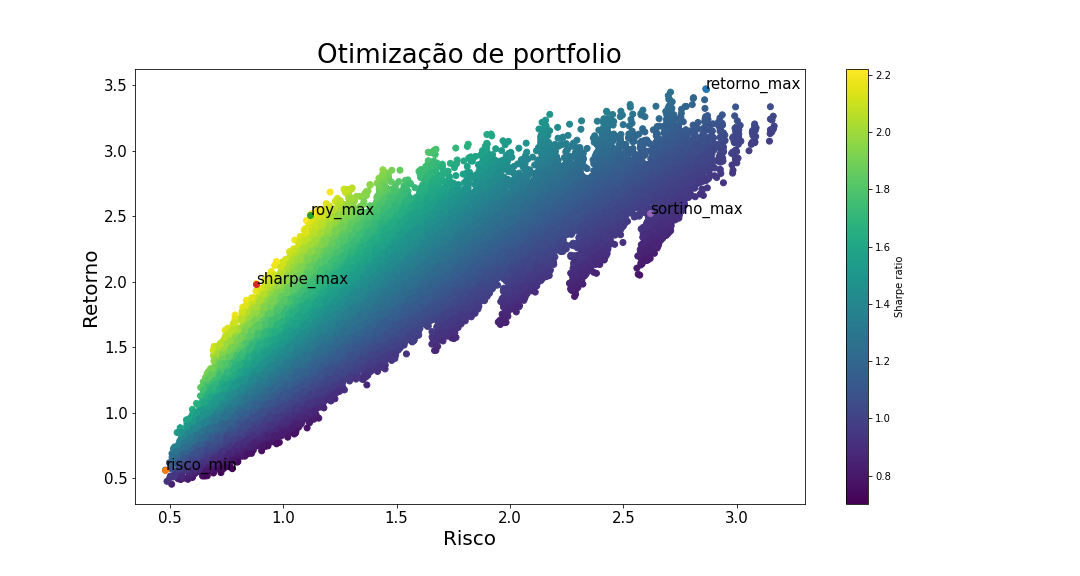 Otimização de portfolio
Retorno
3.5
3.0
2.5
2.0
1.5
1.0
0.5
retorno_max
roy_max
sortino_max
sharpe_max
risco_min
0.5 1.0 1.5 2.0 2.5 3.0
Risco
2.2
2.0
1.8
1.6
1.4
1.2
1.0
0.8
Sharpe ratio